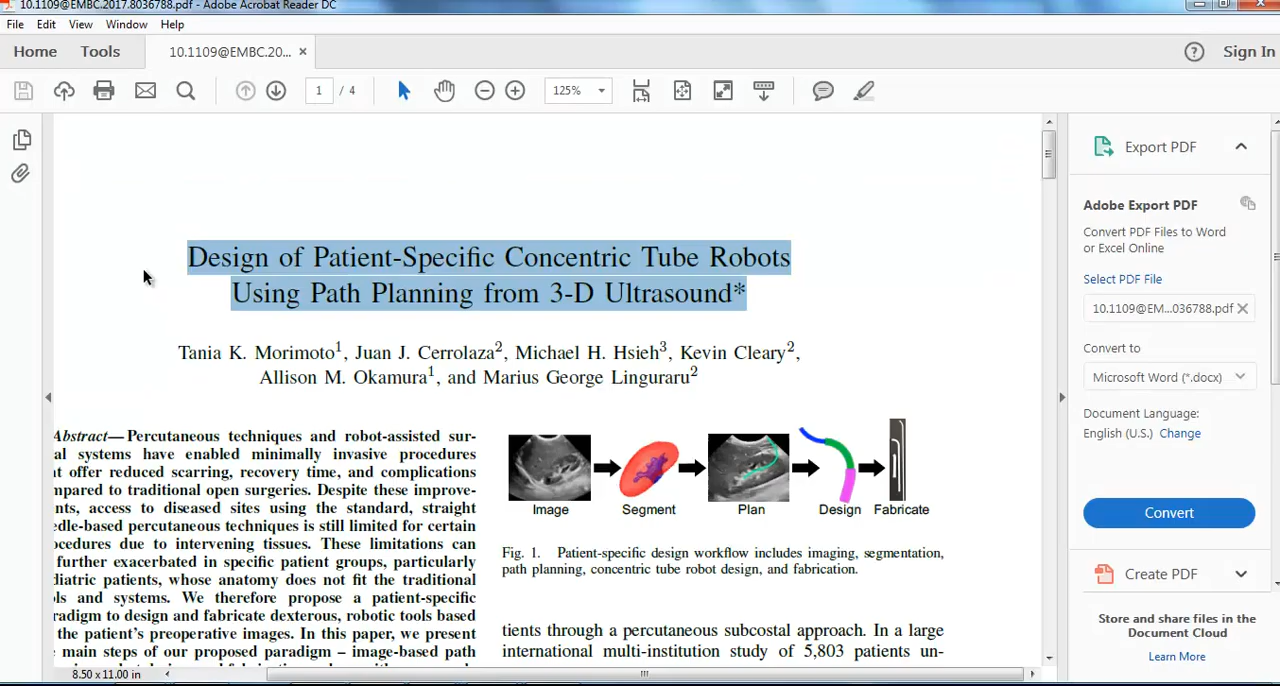 10.1109@EMBC.2017.8036788.pdf - Adobe Acrobat Reader DC
File Edit View Window Help
Home Tools 10.1109@EMBC.20... × Sign In
1 / 4 125%
Design of Patient-Specific Concentric Tube Robots
Using Path Planning from 3-D Ultrasound*
Tania K. Morimoto1, Juan J. Cerrolaza2, Michael H. Hsieh3, Kevin Cleary2,
Allison M. Okamura1, and Marius George Linguraru2
Abstract— Percutaneous techniques and robot-assisted sur-
al systems have enabled minimally invasive procedures
t offer reduced scarring, recovery time, and complications
mpared to traditional open surgeries. Despite these improve-
nts, access to diseased sites using the standard, straight
dle-based percutaneous techniques is still limited for certain
ocedures due to intervening tissues. These limitations can
further exacerbated in specific patient groups, particularly
diatric patients, whose anatomy does not fit the traditional
ls and systems. We therefore propose a patient-specific
radigm to design and fabricate dexterous, robotic tools based
the patient's preoperative images. In this paper, we present
main steps of our proposed paradigm – image-based path
Image Segment Plan Design Fabricate
Fig. 1. Patient-specific design workflow includes imaging, segmentation,
path planning, concentric tube robot design, and fabrication.
tients through a percutaneous subcostal approach. In a large
international multi-institution study of 5,803 patients un-
8.50 x 11.00 in
Export PDF
Adobe Export PDF
Convert PDF Files to Word
or Excel Online
Select PDF File
10.1109@EM...036788.pdf ×
Convert to
Microsoft Word (*.docx)
Document Language:
English (U.S.) Change
Convert
Create PDF
Store and share files in the
Document Cloud
Learn More